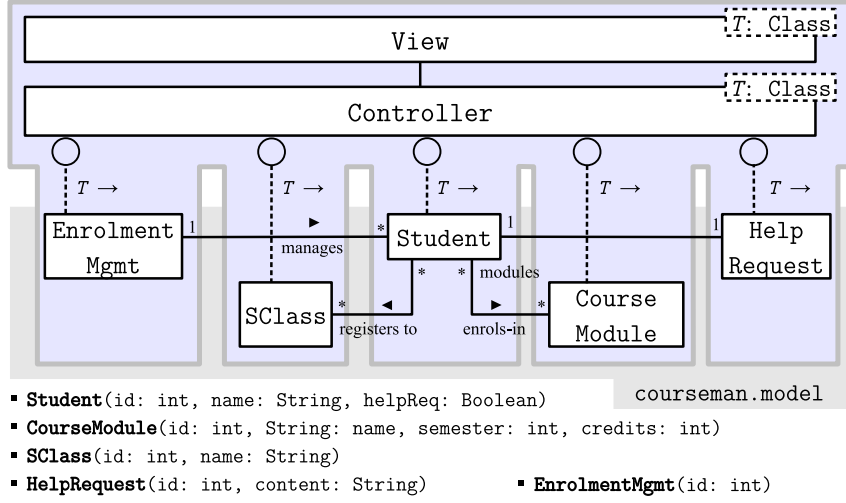 T: Class
View
T: Class
Controller
T → T → T → T → T →
Enrolment
Mgmt
1
manages
*
Student
1
modules
1
Help
Request
* *
SClass
*
registers to
enrols-in
*
Course
Module
courseman.model
▪ Student(id: int, name: String, helpReq: Boolean)
▪ CourseModule(id: int, String: name, semester: int, credits: int)
▪ SClass(id: int, name: String)
▪ HelpRequest(id: int, content: String) ▪ EnrolmentMgmt(id: int)